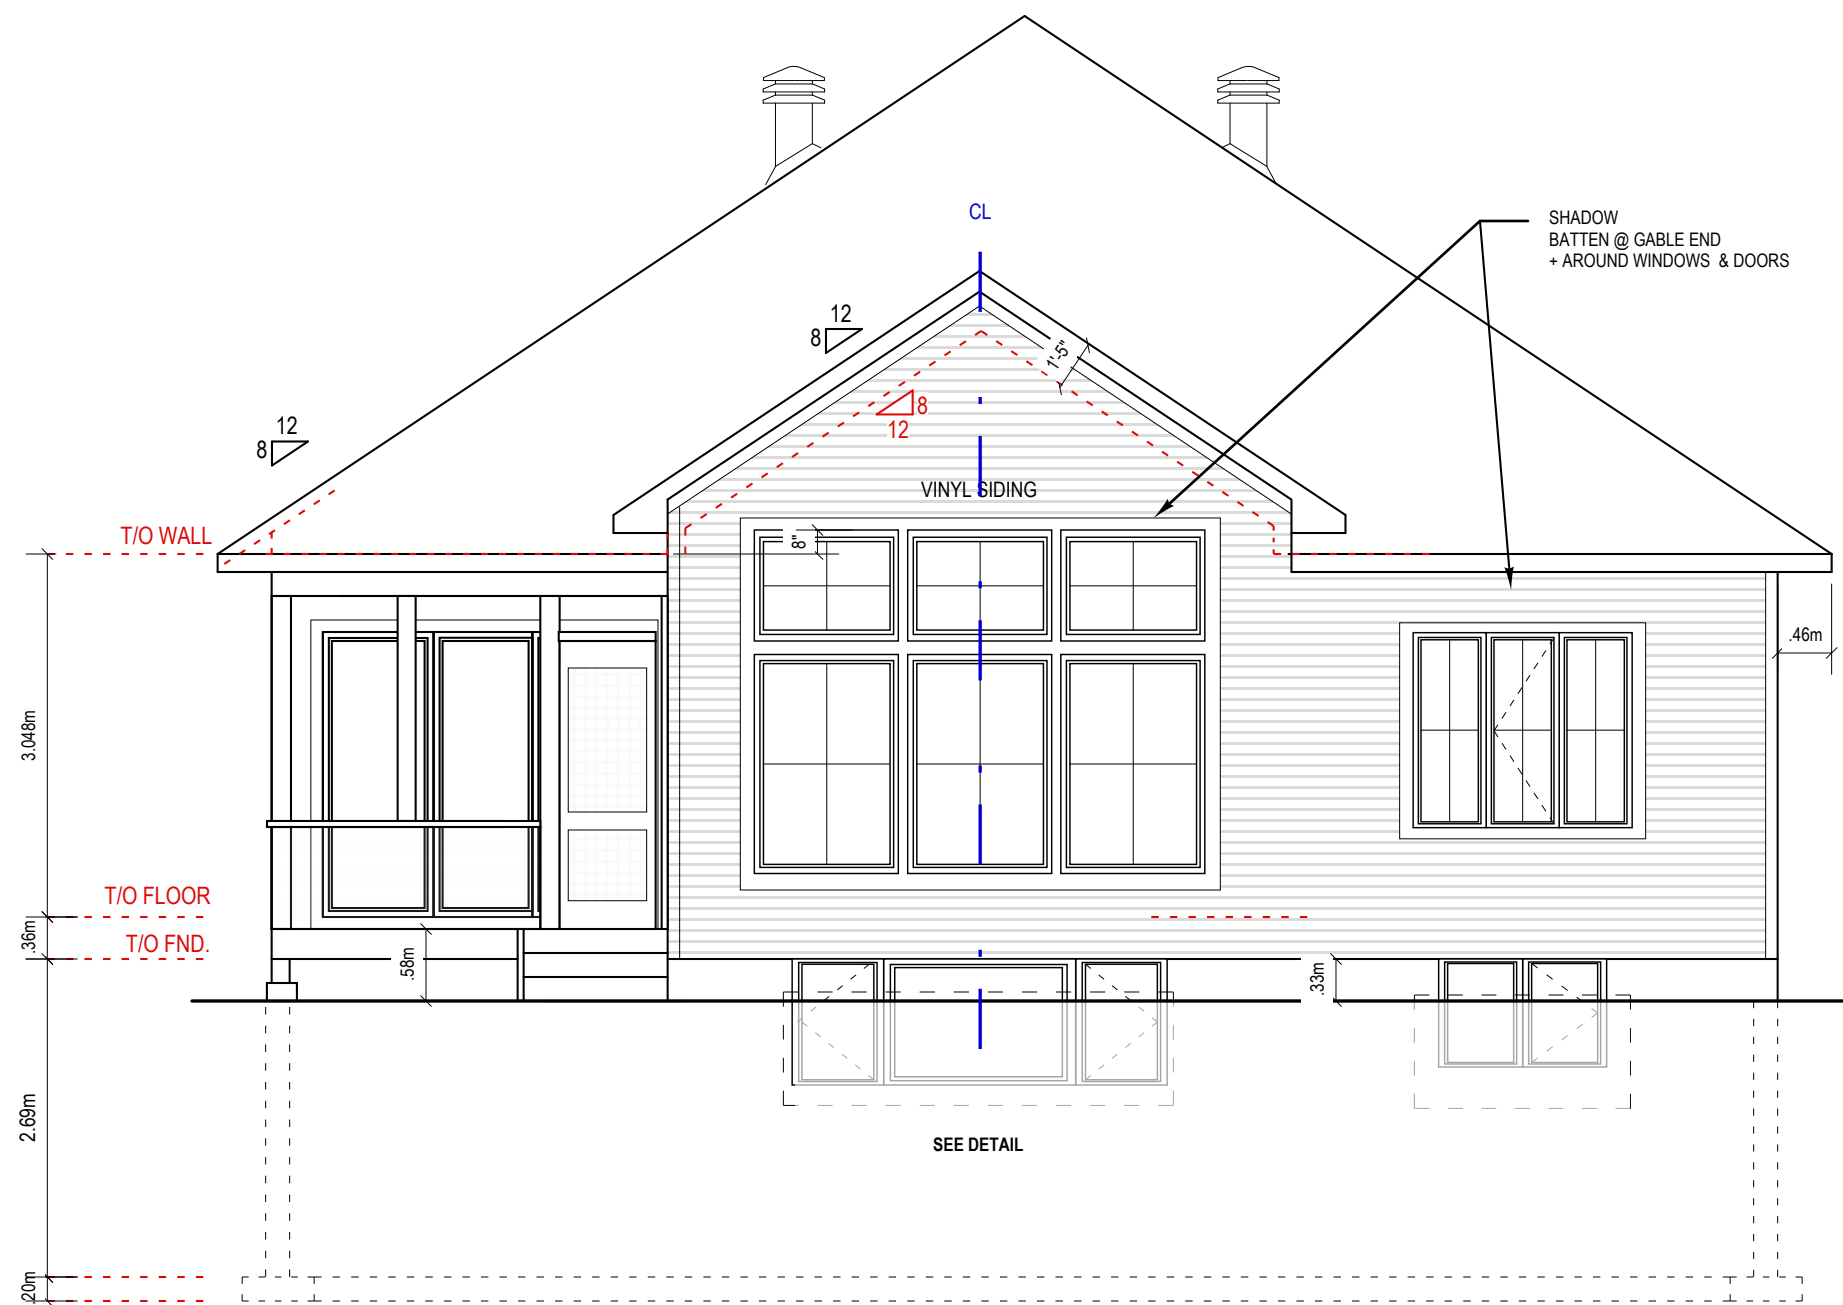 CL
SHADOW
BATTEN @ GABLE END
+ AROUND WINDOWS & DOORS
12
8
1'-5"
8
12
12
8
VINYL SIDING
T/O WALL
8"
.46m
3.048m
T/O FLOOR
.36m
T/O FND.
.58m
.33m
2.69m
SEE DETAIL
.20m